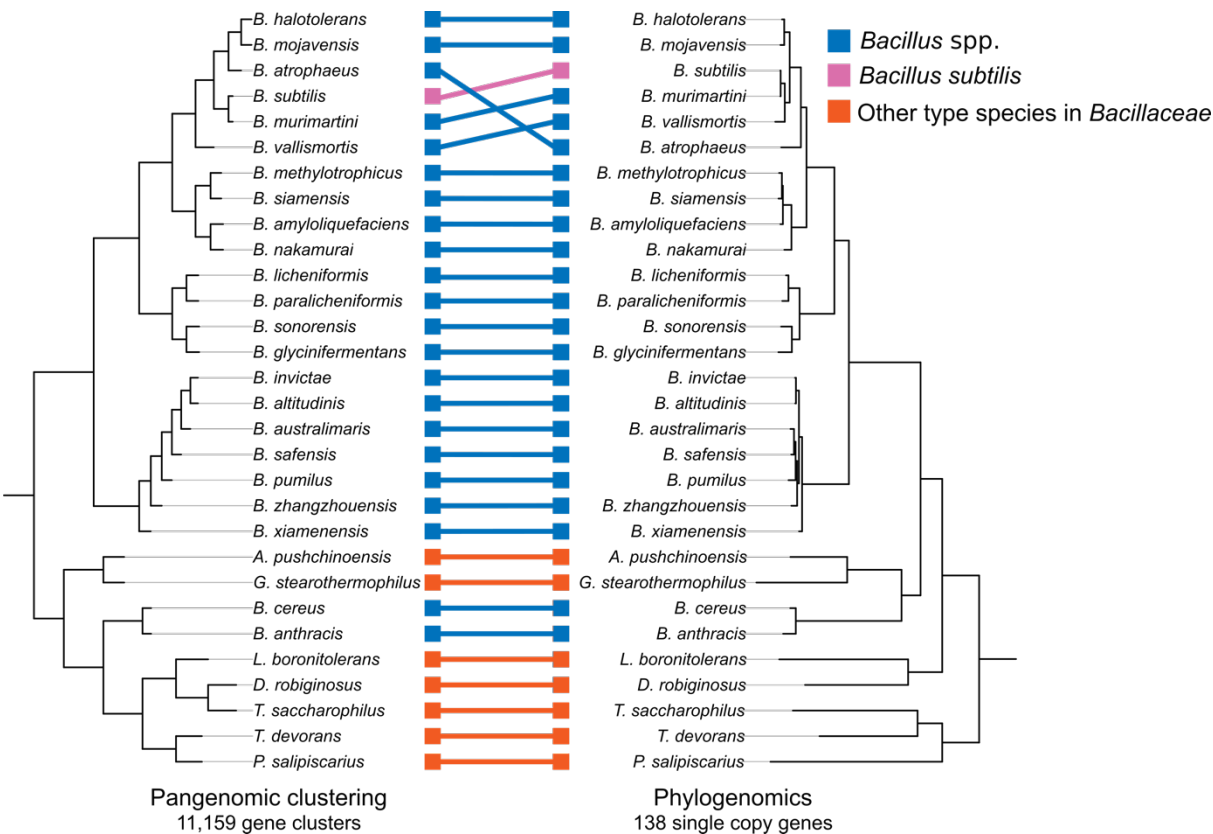 B. halotolerans
B. mojavensis
B. atrophaeus
B. subtilis
B. murimartini
B. vallismortis
B. methylotrophicus
B. siamensis
B. amyloliquefaciens
B. nakamurai
B. licheniformis
B. paralicheniformis
B. sonorensis
B. glycinifermentans
B. invictae
B. altitudinis
B. australimaris
B. safensis
B. pumilus
B. zhangzhouensis
B. xiamenensis
A. pushchinoensis
G. stearothermophilus
B. cereus
B. anthracis
L. boronitolerans
D. robiginosus
T. saccharophilus
T. devorans
P. salipiscarius
Pangenomic clustering
11,159 gene clusters
B. halotolerans
B. mojavensis
B. subtilis
B. murimartini
B. vallismortis
B. atrophaeus
B. methylotrophicus
B. siamensis
B. amyloliquefaciens
B. nakamurai
B. licheniformis
B. paralicheniformis
B. sonorensis
B. glycinifermentans
B. invictae
B. altitudinis
B. australimaris
B. safensis
B. pumilus
B. zhangzhouensis
B. xiamenensis
A. pushchinoensis
G. stearothermophilus
B. cereus
B. anthracis
L. boronitolerans
D. robiginosus
T. saccharophilus
T. devorans
P. salipiscarius
Phylogenomics
138 single copy genes
Bacillus spp.
Bacillus subtilis
Other type species in Bacillaceae